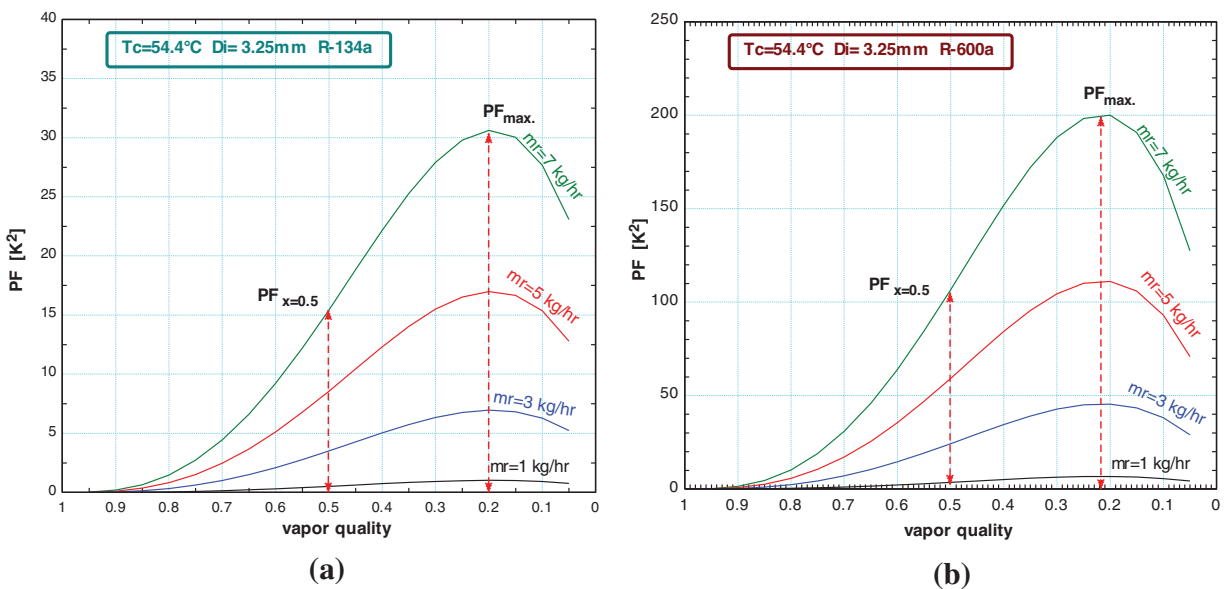 40
35
30
25
20
15
10
5
0
PF [K²]
Tc=54.4°C Di= 3.25mm R-134a
PFmax.
mr=7 kg/hr
PF x=0.5
mr=5 kg/hr
mr=3 kg/hr
mr=1 kg/hr
1 0.9 0.8 0.7 0.6 0.5 0.4 0.3 0.2 0.1 0
vapor quality
(a)
250
200
150
100
50
0
PF [K²]
Tc=54.4°C Di= 3.25mm R-600a
PFmax.
mr=7 kg/hr
PF x=0.5
mr=5 kg/hr
mr=3 kg/hr
mr=1 kg/hr
1 0.9 0.8 0.7 0.6 0.5 0.4 0.3 0.2 0.1 0
vapor quality
(b)